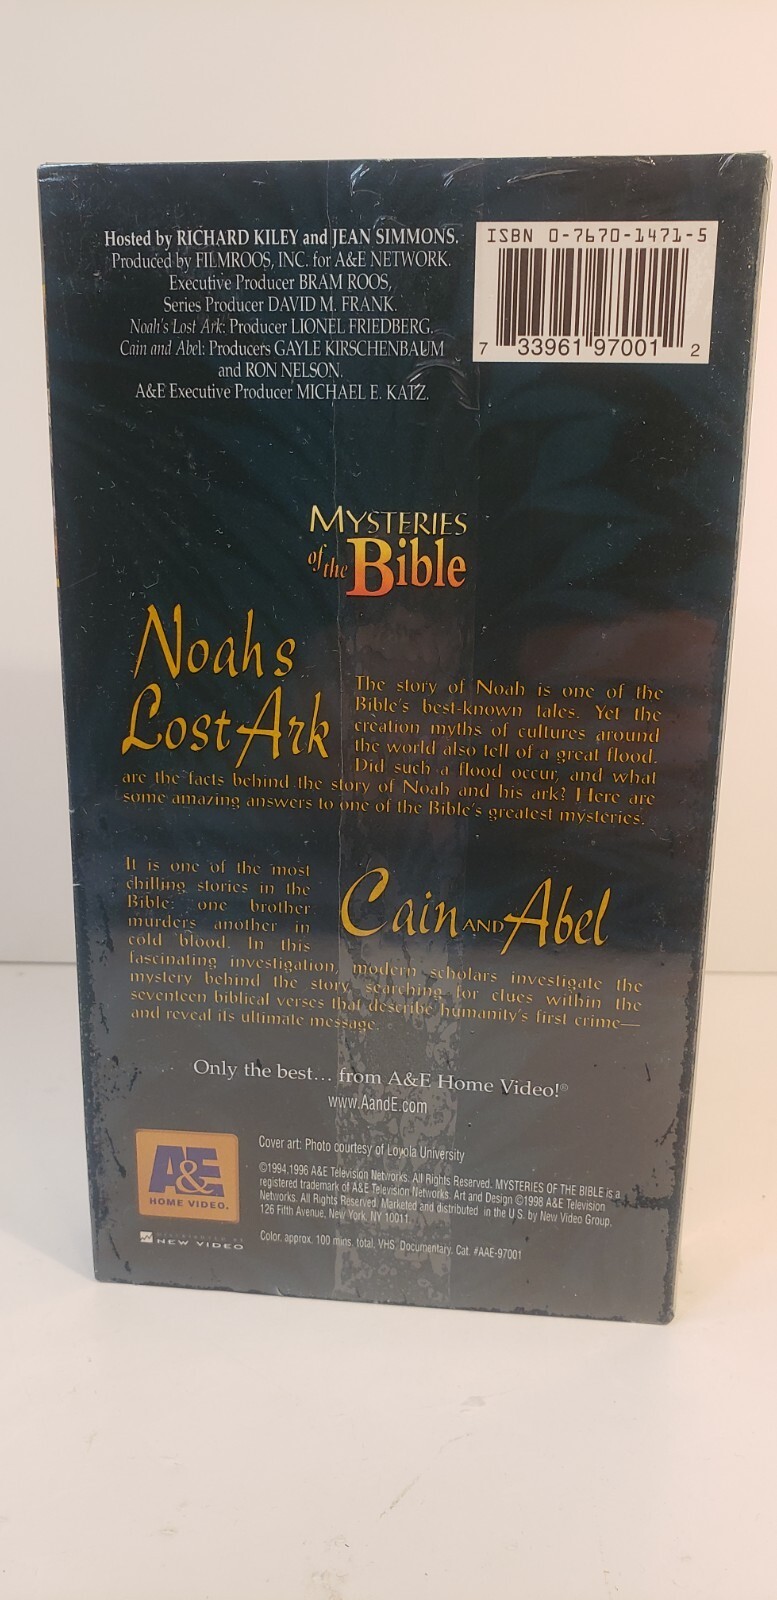 Hosted by RICHARD KILEY and JEAN SIMMONS.
Produced by FILMROOS, INC. for A&E NETWORK.
Executive Producer BRAM ROOS,
Series Producer DAVID M. FRANK.
Noah's Lost Ark: Producer LIONEL FRIEDBERG.
Cain and Abel: Producers GAYLE KIRSCHENBAUM
and RON NELSON.
A&E Executive Producer MICHAEL E. KATZ.
ISBN 0-7670-1471-5
7 33961 97001 2
MYSTERIES
of the Bible
Noah's
Lost Ark
The story of Noah is one of the
Bible's best-known tales. Yet the
creation myths of cultures around
the world also tell of a great flood.
Did such a flood occur, and what
are the facts behind the story of Noah and his ark? Here are
some amazing answers to one of the Bible's greatest mysteries.
Cain AND Abel
It is one of the most
chilling stories in the
Bible: one brother
murders another in
cold blood. In this
fascinating investigation, modern scholars investigate the
mystery behind the story, searching for clues within the
seventeen biblical verses that describe humanity's first crime—
and reveal its ultimate message.
Only the best... from A&E Home Video!®
www.AandE.com
A&E
HOME VIDEO.
DISTRIBUTED BY
NEW VIDEO
Cover art: Photo courtesy of Loyola University
©1994,1996 A&E Television Networks. All Rights Reserved. MYSTERIES OF THE BIBLE is a
registered trademark of A&E Television Networks. Art and Design ©1998 A&E Television
Networks. All Rights Reserved. Marketed and distributed in the U.S. by New Video Group,
126 Fifth Avenue, New York, NY 10011.
Color. approx. 100 mins. total. VHS. Documentary. Cat. #AAE-97001